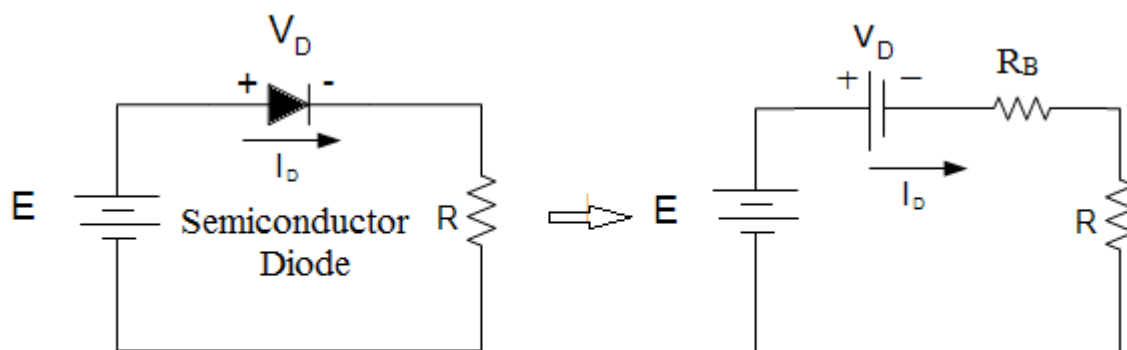 V_D
+ -
I_D
E
Semiconductor
Diode
R
V_D
+ −
R_B
I_D
E
R